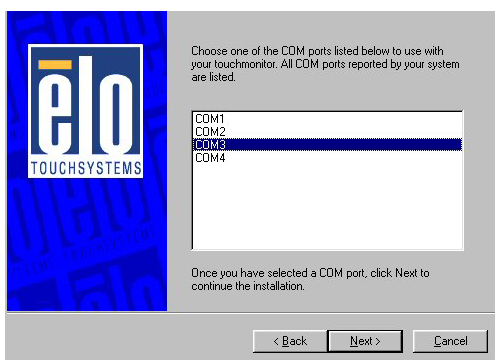 ēlo
TOUCHSYSTEMS
Choose one of the COM ports listed below to use with
your touchmonitor. All COM ports reported by your system
are listed.
COM1
COM2
COM3
COM4
Once you have selected a COM port, click Next to
continue the installation.
< Back
Next >
Cancel